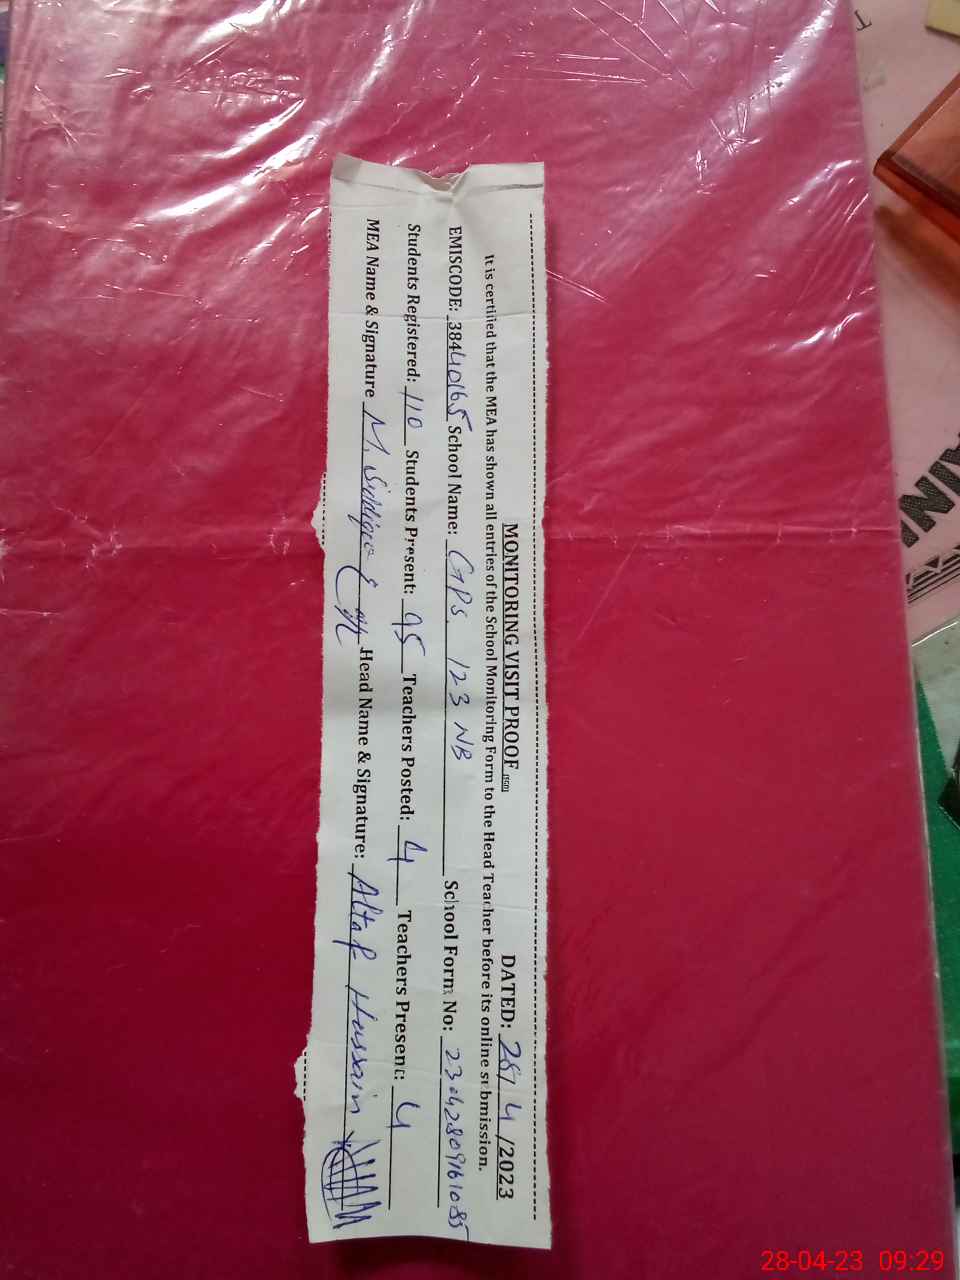 MONITORING VISIT PROOF (SGD) DATED: 28/4/2023
It is certified that the MEA has shown all entries of the School Monitoring Form to the Head Teacher before its online submission.
EMISCODE: 38440165 School Name: GPS 123 NB School Form No: 23042809161085
Students Registered: 110 Students Present: 95 Teachers Posted: 4 Teachers Present: 4
MEA Name & Signature M. Siddique Head Name & Signature: Altaf Hussain
28-04-23 09:29